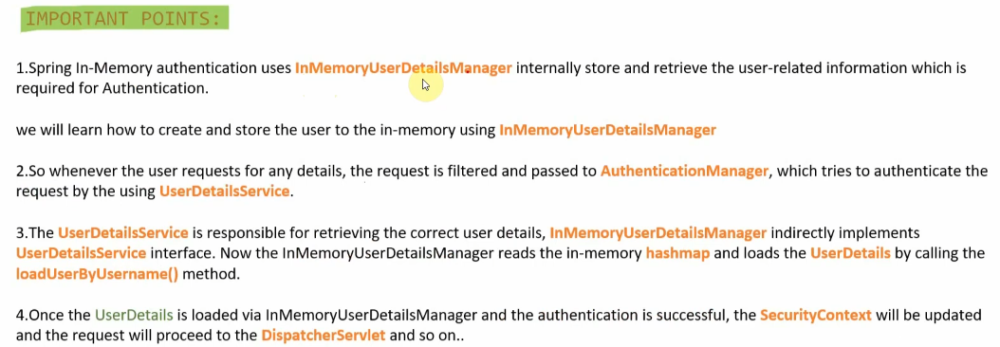 IMPORTANT POINTS:
1.Spring In-Memory authentication uses InMemoryUserDetailsManager internally store and retrieve the user-related information which is
required for Authentication.
we will learn how to create and store the user to the in-memory using InMemoryUserDetailsManager
2.So whenever the user requests for any details, the request is filtered and passed to AuthenticationManager, which tries to authenticate the
request by the using UserDetailsService.
3.The UserDetailsService is responsible for retrieving the correct user details, InMemoryUserDetailsManager indirectly implements
UserDetailsService interface. Now the InMemoryUserDetailsManager reads the in-memory hashmap and loads the UserDetails by calling the
loadUserByUsername() method.
4.Once the UserDetails is loaded via InMemoryUserDetailsManager and the authentication is successful, the SecurityContext will be updated
and the request will proceed to the DispatcherServlet and so on..